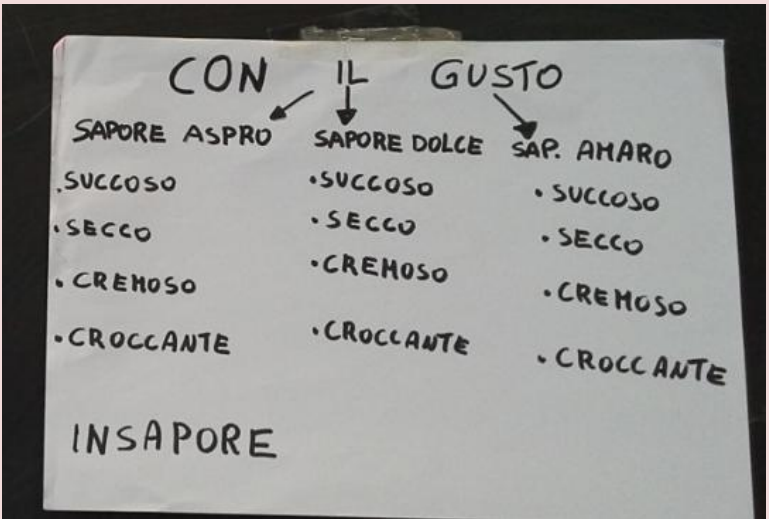 CON IL GUSTO
SAPORE ASPRO
.SUCCOSO
.SECCO
.CREMOSO
.CROCCANTE
SAPORE DOLCE
.SUCCOSO
.SECCO
.CREMOSO
.CROCCANTE
SAP. AMARO
.SUCCOSO
.SECCO
.CREMOSO
.CROCCANTE
INSAPORE